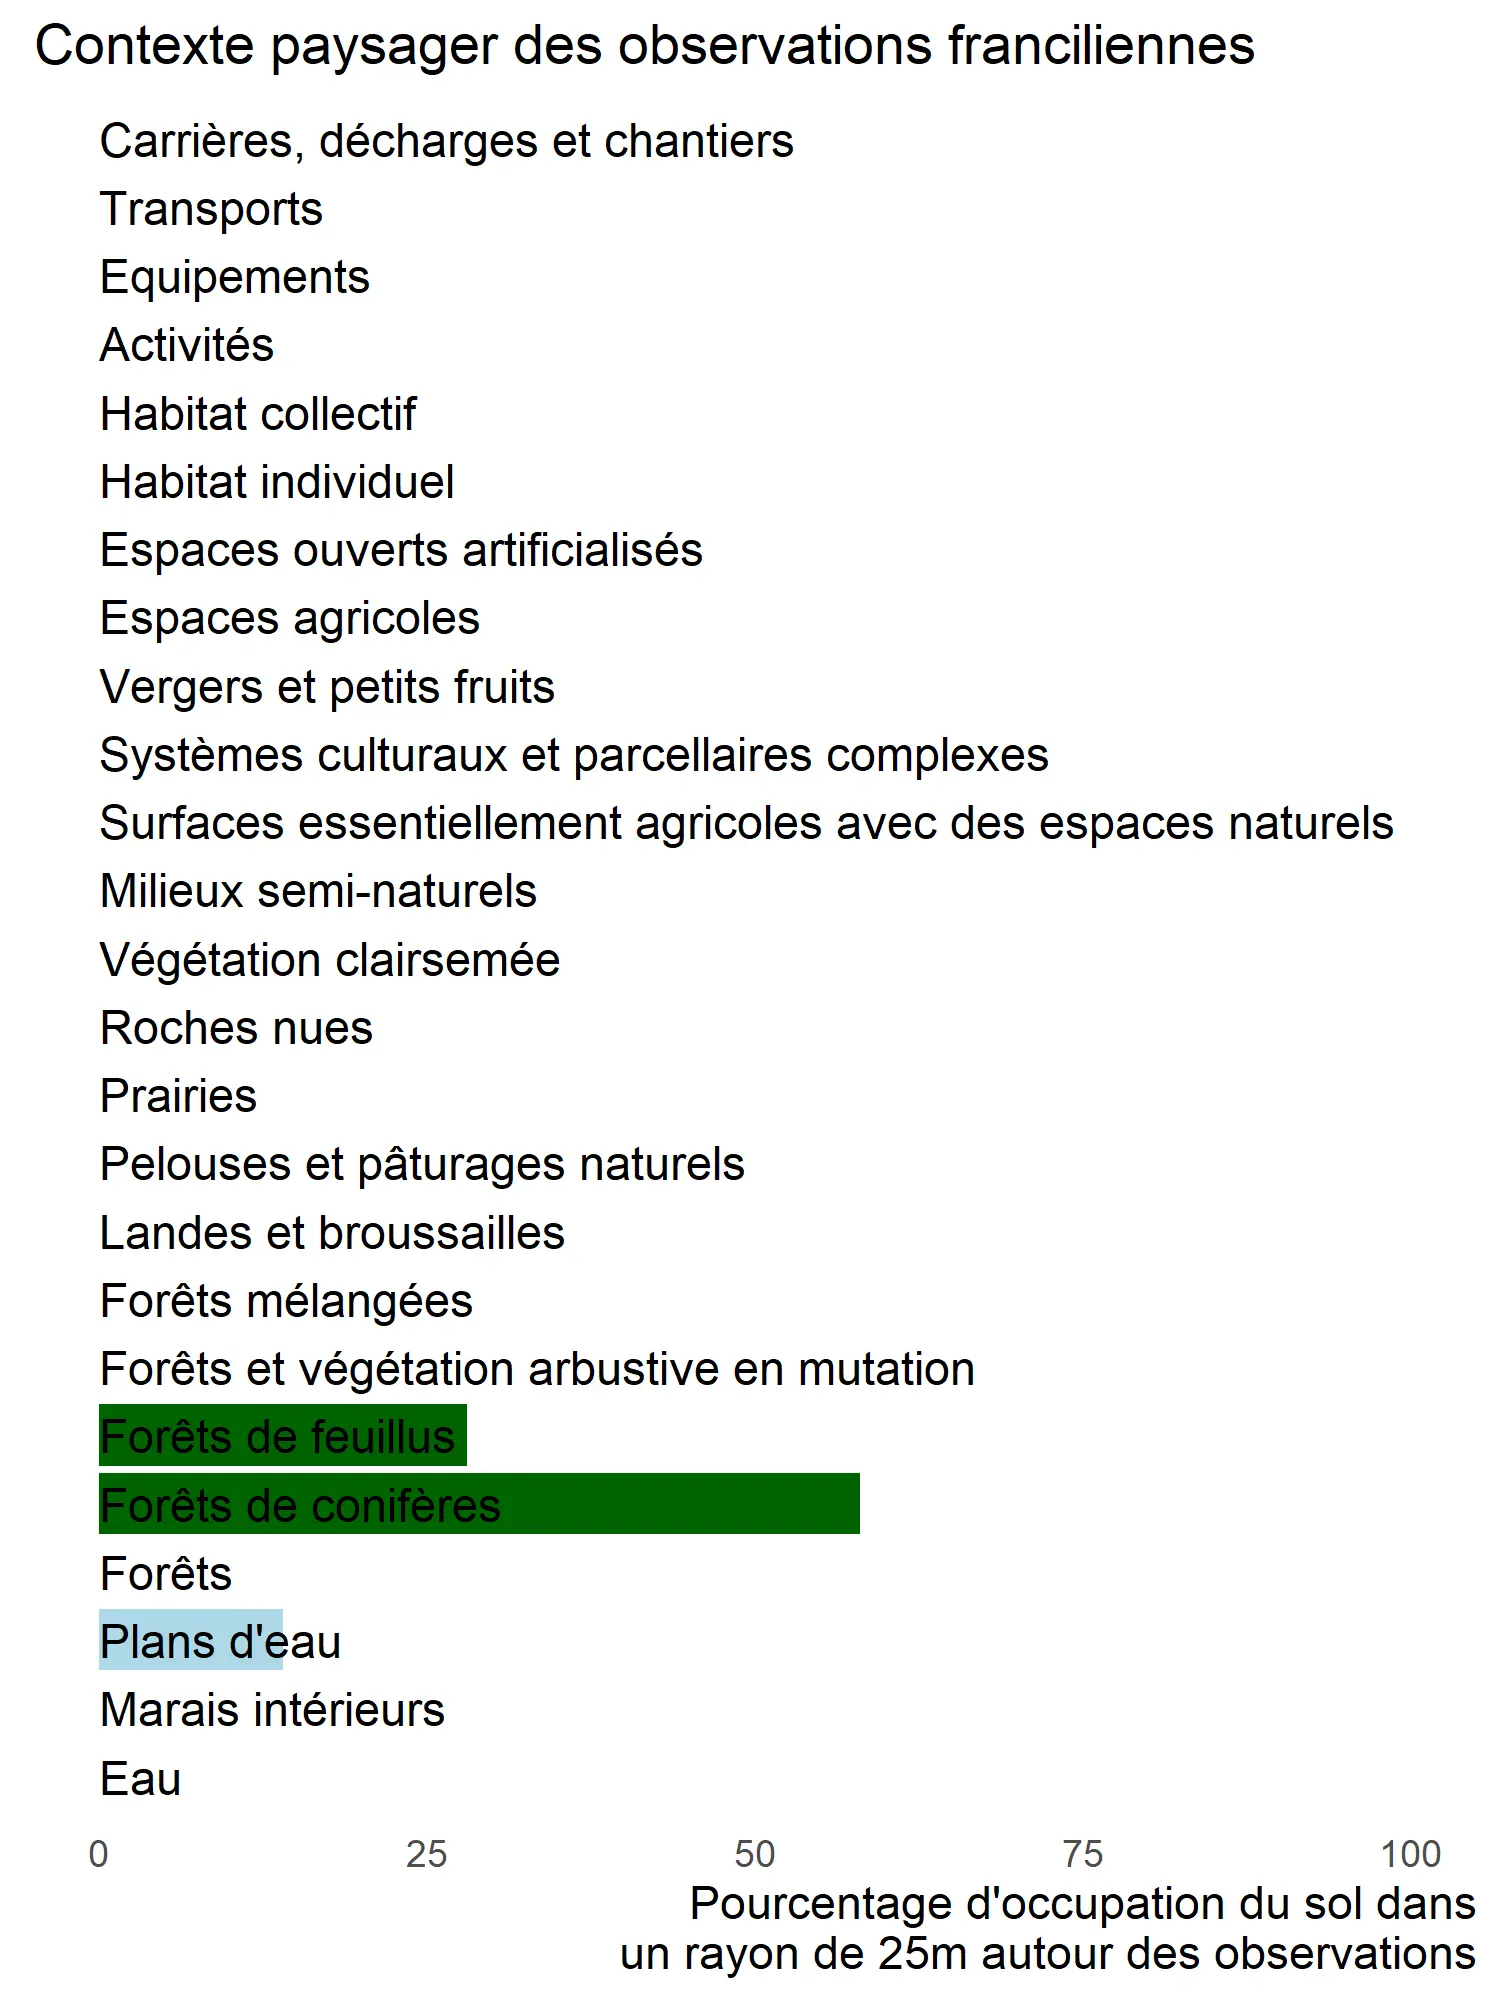 Contexte paysager des observations franciliennes
Carrières, décharges et chantiers
Transports
Equipements
Activités
Habitat collectif
Habitat individuel
Espaces ouverts artificialisés
Espaces agricoles
Vergers et petits fruits
Systèmes culturaux et parcellaires complexes
Surfaces essentiellement agricoles avec des espaces naturels
Milieux semi-naturels
Végétation clairsemée
Roches nues
Prairies
Pelouses et pâturages naturels
Landes et broussailles
Forêts mélangées
Forêts et végétation arbustive en mutation
Forêts de feuillus
Forêts de conifères
Forêts
Plans d'eau
Marais intérieurs
Eau
0 25 50 75 100
Pourcentage d'occupation du sol dans
un rayon de 25m autour des observations